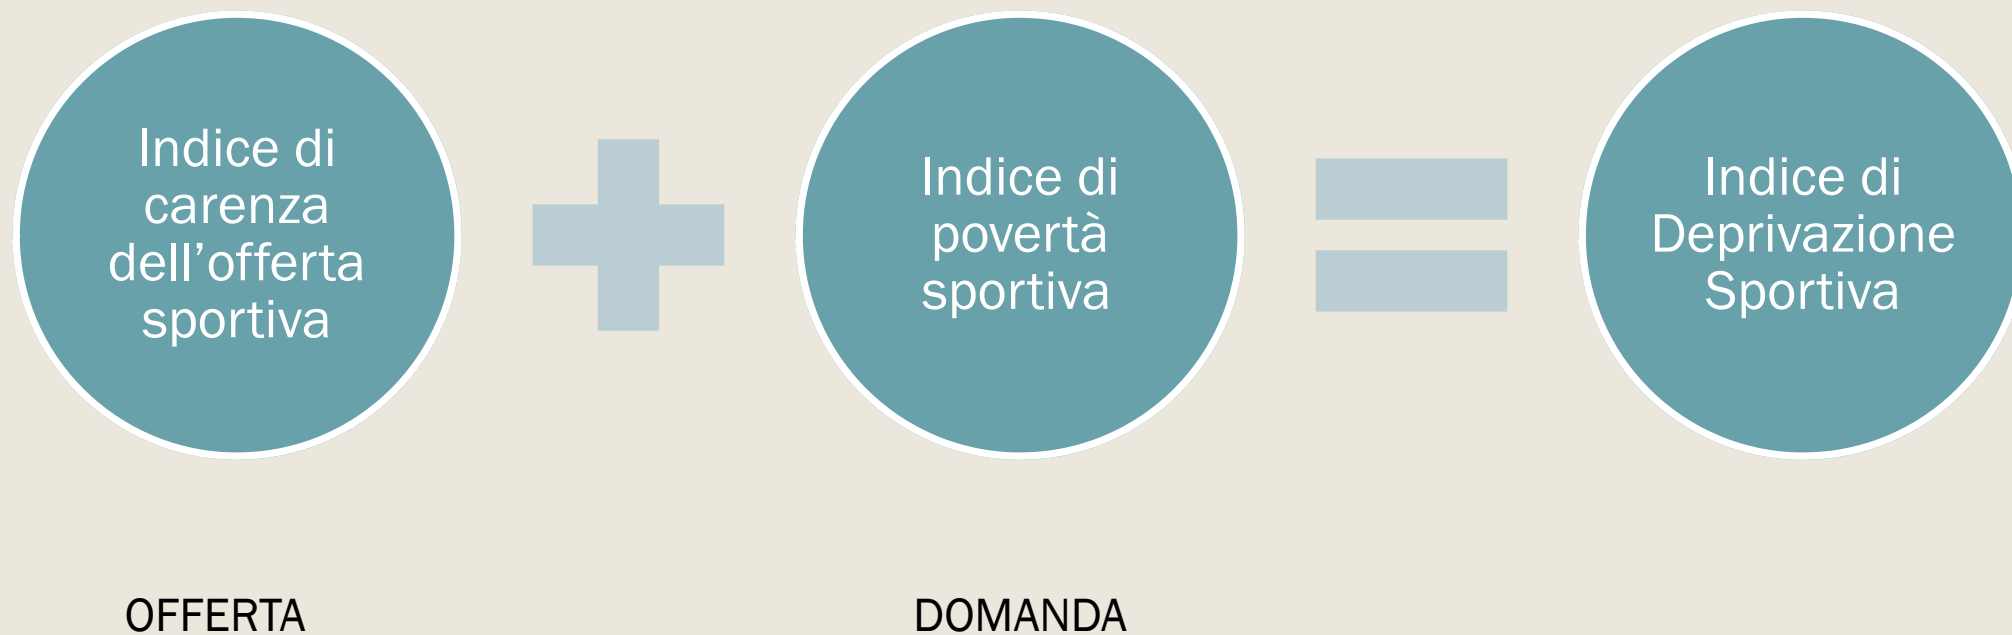 Indice di
carenza
dell’offerta
sportiva
Indice di
povertà
sportiva
Indice di
Deprivazione
Sportiva
OFFERTA
DOMANDA